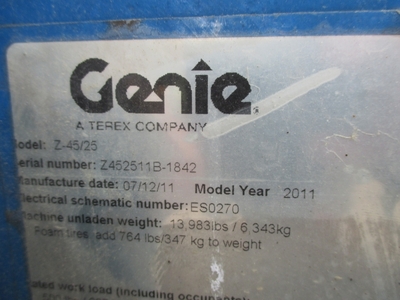 Genie
A TEREX COMPANY
odel: Z-45/25
erial number: Z452511B-1842
anufacture date: 07/12/11 Model Year 2011
lectrical schematic number: ES0270
achine unladen weight: 13,983lbs / 6,343kg
Foam tires: add 764 lbs/347 kg to weight
ated work load (including occupants)